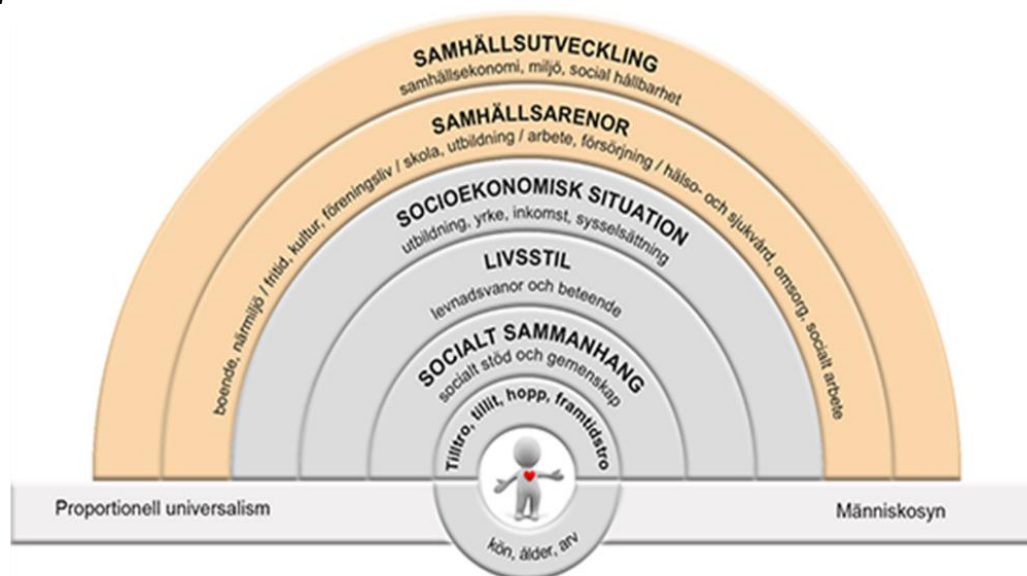 SAMHÄLLSUTVECKLING
samhällsekonomi, miljö, social hållbarhet
SAMHÄLLSARENOR
boende, närmiljö / fritid, kultur, föreningsliv / skola, utbildning / arbete, försörjning / hälso- och sjukvård, omsorg, socialt arbete
SOCIOEKONOMISK SITUATION
utbildning, yrke, inkomst, sysselsättning
LIVSSTIL
levnadsvanor och beteende
SOCIALT SAMMANHANG
socialt stöd och gemenskap
Tilltro, tillit, hopp, framtidstro
kön, ålder, arv
Proportionell universalism
Människosyn